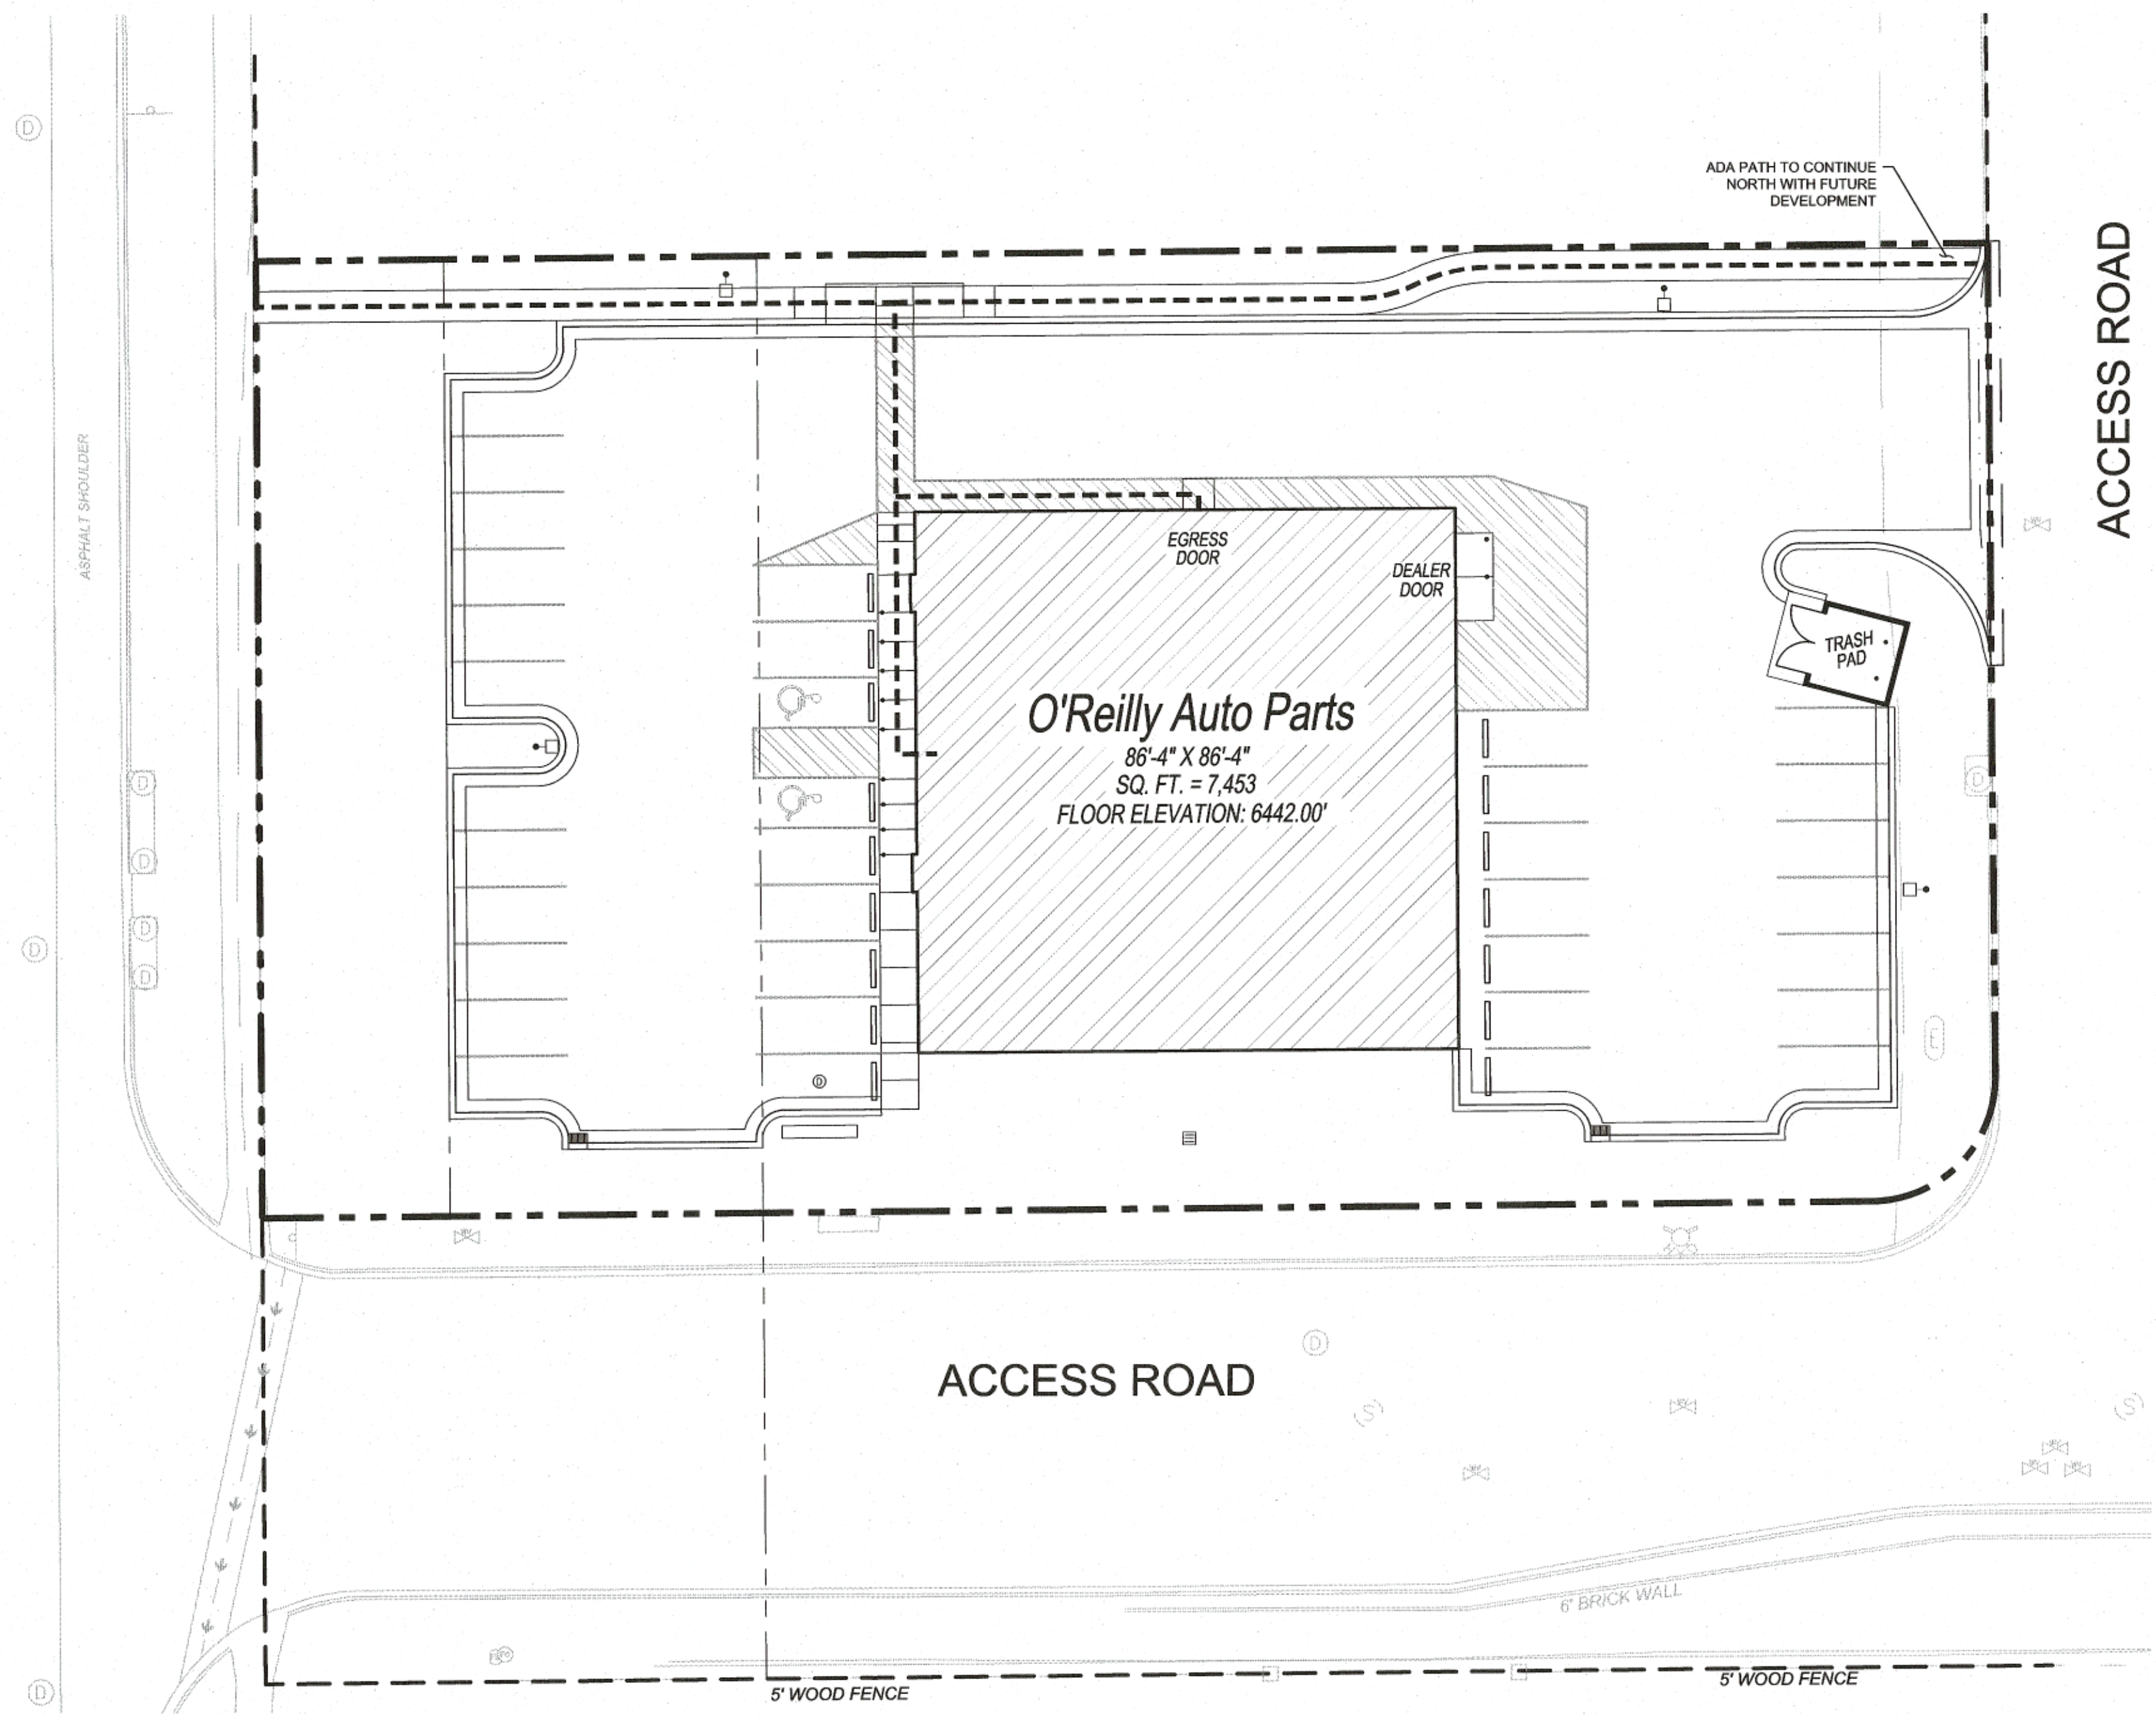 ADA PATH TO CONTINUE
NORTH WITH FUTURE
DEVELOPMENT
ACCESS ROAD
ASPHALT SHOULDER
EGRESS
DOOR
DEALER
DOOR
TRASH
PAD
O'Reilly Auto Parts
86'-4" X 86'-4"
SQ. FT. = 7,453
FLOOR ELEVATION: 6442.00'
D
D
D
D
D
D
D
D
D
E
ACCESS ROAD
D
S
S
6' BRICK WALL
D
5' WOOD FENCE
5' WOOD FENCE